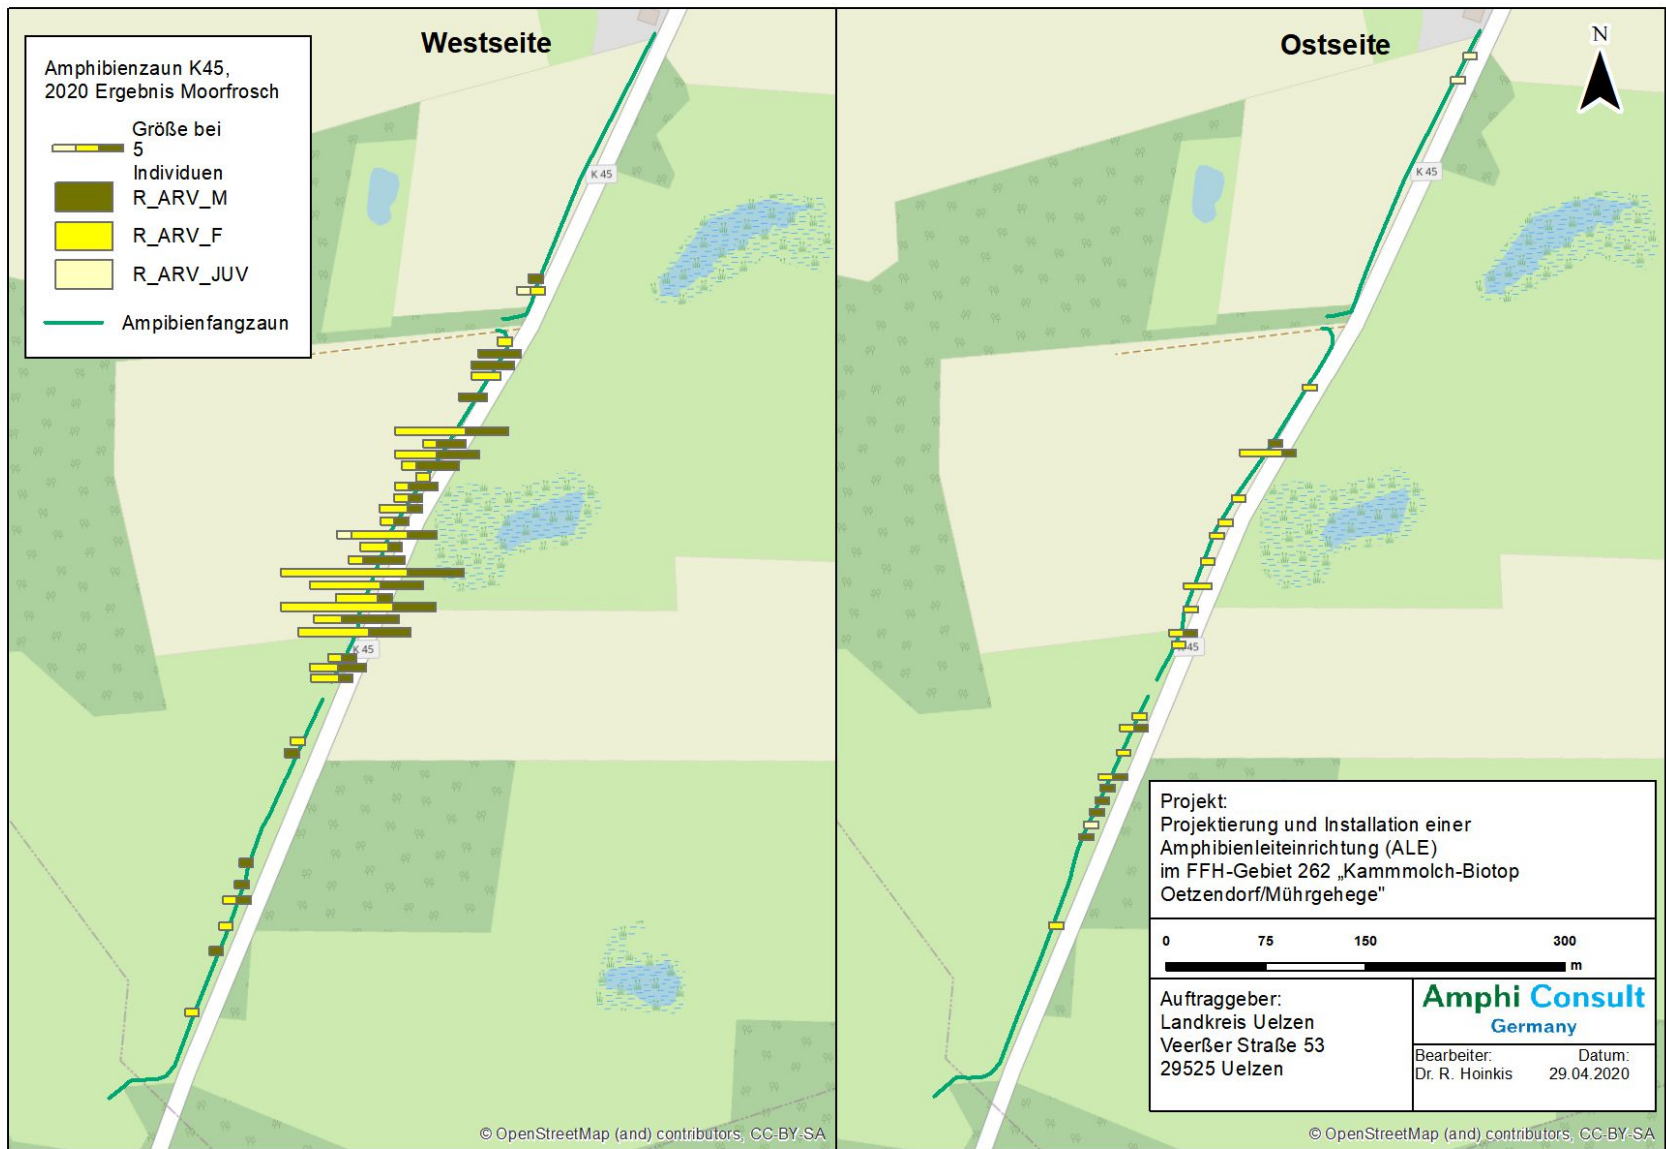 Westseite
Ostseite
N
Amphibienzaun K45,
2020 Ergebnis Moorfrosch
Größe bei
5
Individuen
R_ARV_M
R_ARV_F
R_ARV_JUV
Ampibienfangzaun
K 45
K 45
K 45
K 45
Projekt:
Projektierung und Installation einer
Amphibienleiteinrichtung (ALE)
im FFH-Gebiet 262 „Kammmolch-Biotop
Oetzendorf/Mührgehege"
0 75 150 300
m
Auftraggeber:
Landkreis Uelzen
Veerßer Straße 53
29525 Uelzen
Amphi Consult
Germany
Bearbeiter: Datum:
Dr. R. Hoinkis 29.04.2020
© OpenStreetMap (and) contributors, CC-BY-SA
© OpenStreetMap (and) contributors, CC-BY-SA